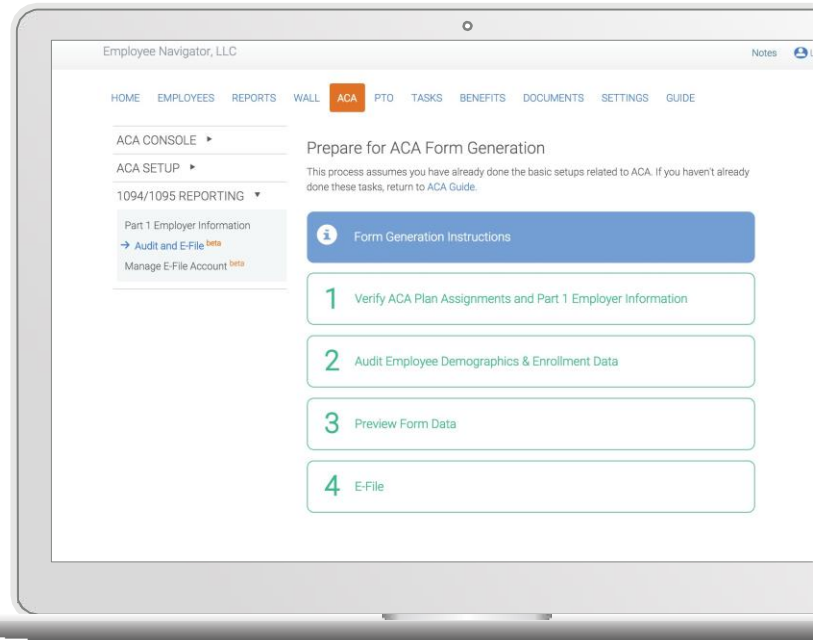 Employee Navigator, LLC
Notes
HOME EMPLOYEES REPORTS WALL ACA PTO TASKS BENEFITS DOCUMENTS SETTINGS GUIDE
ACA CONSOLE
ACA SETUP
1094/1095 REPORTING
Part 1 Employer Information
Audit and E-File beta
Manage E-File Account beta
Prepare for ACA Form Generation
This process assumes you have already done the basic setups related to ACA. If you haven't already
done these tasks, return to ACA Guide.
Form Generation Instructions
1 Verify ACA Plan Assignments and Part 1 Employer Information
2 Audit Employee Demographics & Enrollment Data
3 Preview Form Data
4 E-File